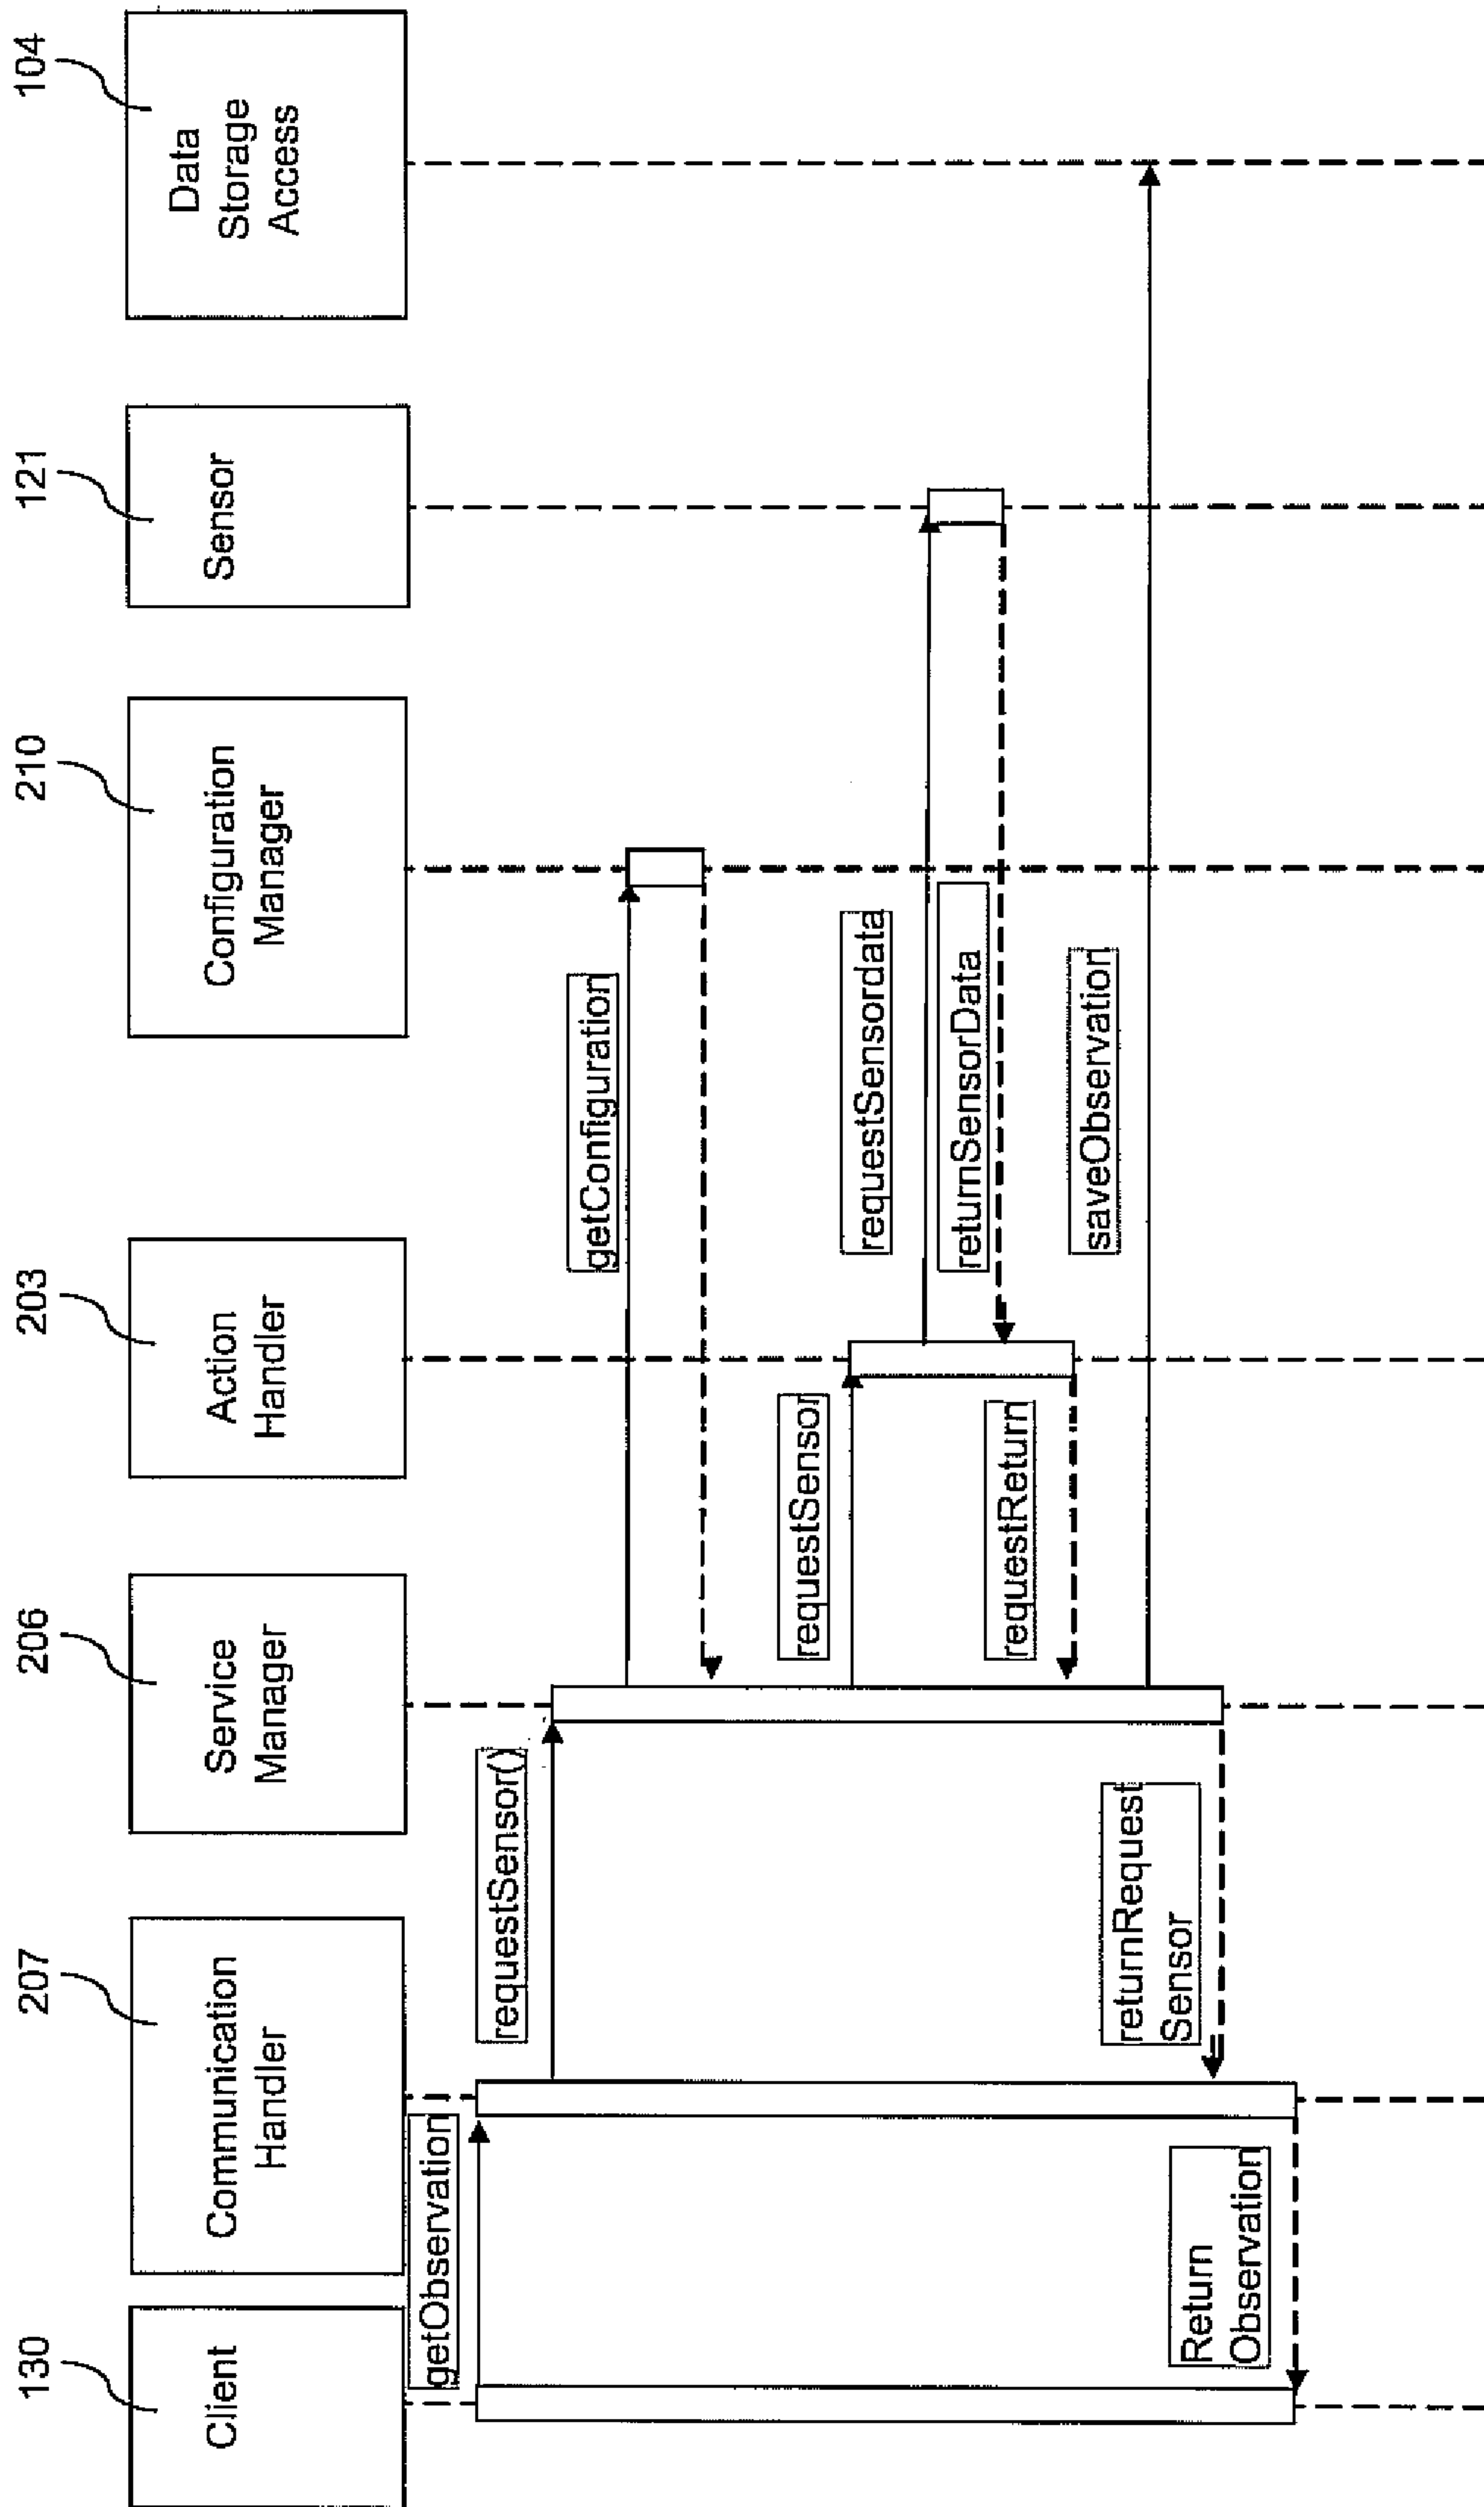 130
207
206
203
210
121
104
Client
Communication
Handler
Service
Manager
Action
Handler
Configuration
Manager
Sensor
Data
Storage
Access
getObservation
requestSensor()
getConfiguration
requestSensor
requestSensordata
returnSensorData
requestReturn
saveObservation
returnRequest
Sensor
Return
Observation